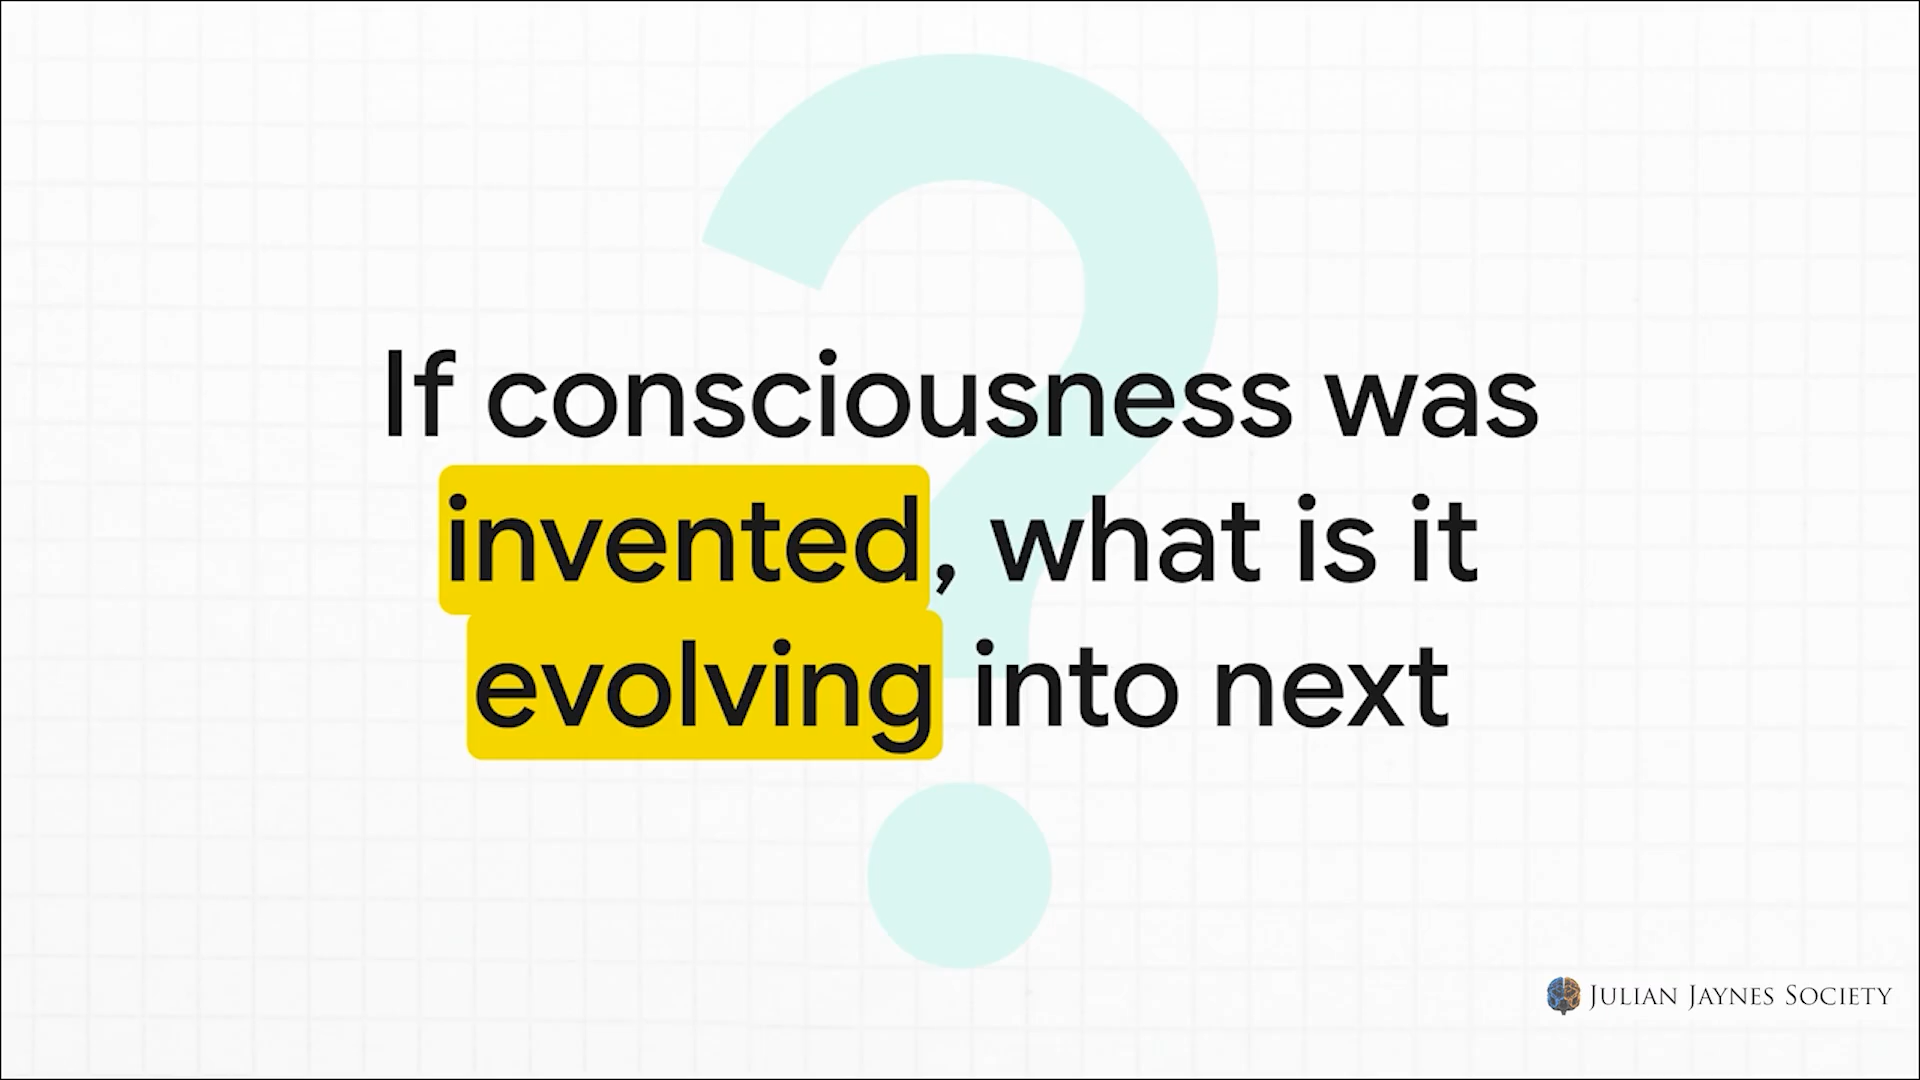 If consciousness was
invented, what is it
evolving into next
JULIAN JAYNES SOCIETY